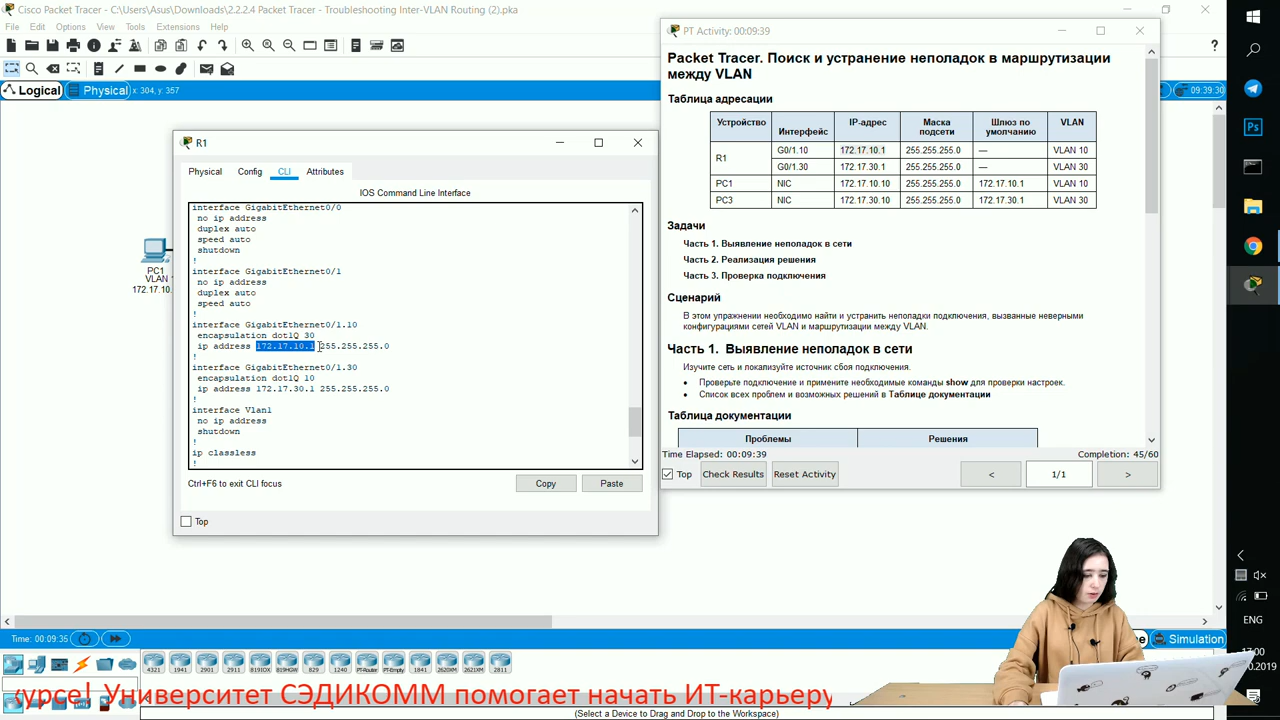 Cisco Packet Tracer - C:\Users\Asus\Downloads\2.2.2.4 Packet Tracer - Troubleshooting Inter-VLAN Routing (2).pka
File Edit Options View Tools Extensions Help
Logical Physical x: 304, y: 357
09:39:30
PC1
VLAN 1
172.17.10.
R1
Physical Config CLI Attributes
IOS Command Line Interface
interface GigabitEthernet0/0
no ip address
duplex auto
speed auto
shutdown
!
interface GigabitEthernet0/1
no ip address
duplex auto
speed auto
!
interface GigabitEthernet0/1.10
encapsulation dot1Q 30
ip address 172.17.10.1 255.255.255.0
!
interface GigabitEthernet0/1.30
encapsulation dot1Q 10
ip address 172.17.30.1 255.255.255.0
!
interface Vlan1
no ip address
shutdown
!
ip classless
!
Ctrl+F6 to exit CLI focus
Copy Paste
Top
PT Activity: 00:09:39
Packet Tracer. Поиск и устранение неполадок в маршрутизации
между VLAN
Таблица адресации
Устройство Интерфейс IP-адрес Маска подсети Шлюз по умолчанию VLAN
R1 G0/1.10 172.17.10.1 255.255.255.0 — VLAN 10
G0/1.30 172.17.30.1 255.255.255.0 — VLAN 30
PC1 NIC 172.17.10.10 255.255.255.0 172.17.10.1 VLAN 10
PC3 NIC 172.17.30.10 255.255.255.0 172.17.30.1 VLAN 30
Задачи
Часть 1. Выявление неполадок в сети
Часть 2. Реализация решения
Часть 3. Проверка подключения
Сценарий
В этом упражнении необходимо найти и устранить неполадки подключения, вызванные неверными
конфигурациями сетей VLAN и маршрутизации между VLAN.
Часть 1. Выявление неполадок в сети
Изучите сеть и локализуйте источник сбоя подключения.
• Проверьте подключение и примените необходимые команды show для проверки настроек.
• Список всех проблем и возможных решений в Таблице документации
Таблица документации
Проблемы Решения
Time Elapsed: 00:09:39 Completion: 45/60
Top Check Results Reset Activity < 1/1 >
Time: 00:09:35
Simulation
4321 1941 2901 2911 819IOX 819HGW 829 1240 PT-Router PT-Empty 1841 2620XM 2621XM 2811
(Select a Device to Drag and Drop to the Workspace)
урсе! Университет СЭДИКОММ помогает начать ИТ-карьеру
Ps
ENG
17:00
.2019